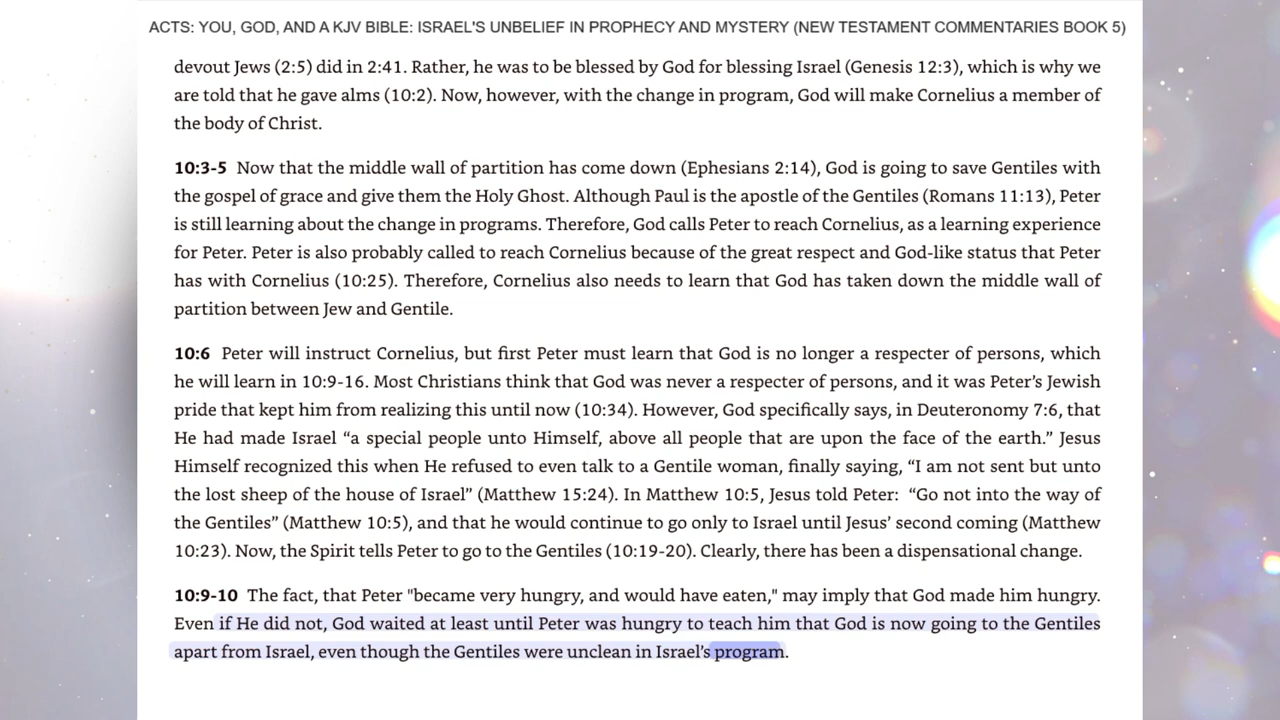 ACTS: YOU, GOD, AND A KJV BIBLE: ISRAEL'S UNBELIEF IN PROPHECY AND MYSTERY (NEW TESTAMENT COMMENTARIES BOOK 5)
devout Jews (2:5) did in 2:41. Rather, he was to be blessed by God for blessing Israel (Genesis 12:3), which is why we
are told that he gave alms (10:2). Now, however, with the change in program, God will make Cornelius a member of
the body of Christ.
10:3-5 Now that the middle wall of partition has come down (Ephesians 2:14), God is going to save Gentiles with
the gospel of grace and give them the Holy Ghost. Although Paul is the apostle of the Gentiles (Romans 11:13), Peter
is still learning about the change in programs. Therefore, God calls Peter to reach Cornelius, as a learning experience
for Peter. Peter is also probably called to reach Cornelius because of the great respect and God-like status that Peter
has with Cornelius (10:25). Therefore, Cornelius also needs to learn that God has taken down the middle wall of
partition between Jew and Gentile.
10:6 Peter will instruct Cornelius, but first Peter must learn that God is no longer a respecter of persons, which
he will learn in 10:9-16. Most Christians think that God was never a respecter of persons, and it was Peter’s Jewish
pride that kept him from realizing this until now (10:34). However, God specifically says, in Deuteronomy 7:6, that
He had made Israel “a special people unto Himself, above all people that are upon the face of the earth.” Jesus
Himself recognized this when He refused to even talk to a Gentile woman, finally saying, “I am not sent but unto
the lost sheep of the house of Israel” (Matthew 15:24). In Matthew 10:5, Jesus told Peter: “Go not into the way of
the Gentiles” (Matthew 10:5), and that he would continue to go only to Israel until Jesus’ second coming (Matthew
10:23). Now, the Spirit tells Peter to go to the Gentiles (10:19-20). Clearly, there has been a dispensational change.
10:9-10 The fact, that Peter "became very hungry, and would have eaten," may imply that God made him hungry.
Even if He did not, God waited at least until Peter was hungry to teach him that God is now going to the Gentiles
apart from Israel, even though the Gentiles were unclean in Israel’s program.